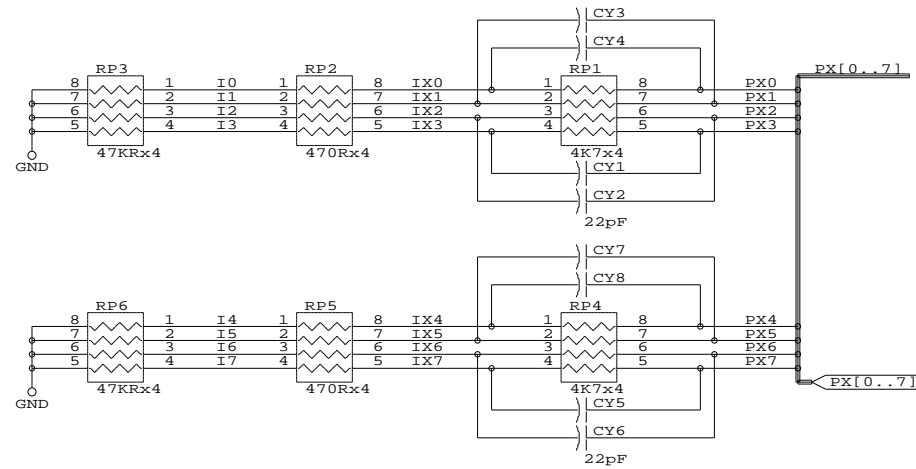 CY3
CY4
RP3 RP2 RP1 PX[0..7]
8 1 I0 1 8 IX0 1 8 PX0
7 2 I1 2 7 IX1 2 7 PX1
6 3 I2 3 6 IX2 3 6 PX2
5 4 I3 4 5 IX3 4 5 PX3
47KRx4 470Rx4 4K7x4
GND
CY1
CY2
22pF
CY7
CY8
RP6 RP5 RP4
8 1 I4 1 8 IX4 1 8 PX4
7 2 I5 2 7 IX5 2 7 PX5
6 3 I6 3 6 IX6 3 6 PX6
5 4 I7 4 5 IX7 4 5 PX7
47KRx4 470Rx4 4K7x4
PX[0..7]
GND
CY5
CY6
22pF